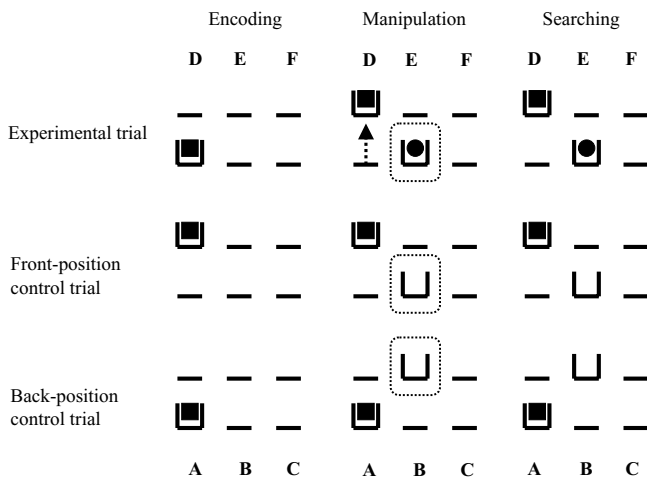 Encoding Manipulation Searching
D E F D E F D E F
Experimental trial
Front-position
control trial
Back-position
control trial
A B C A B C A B C